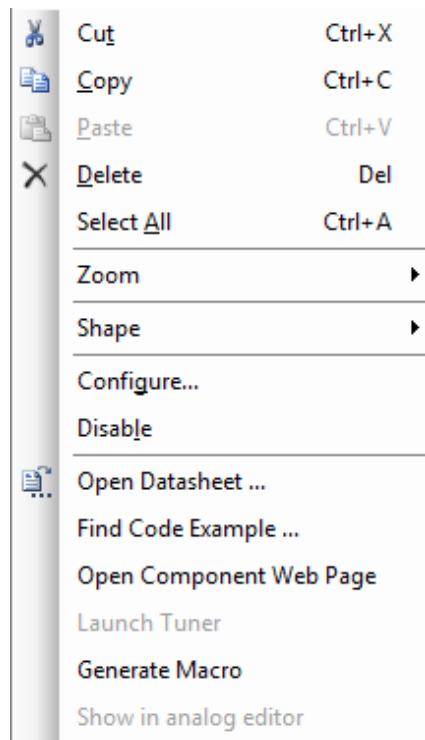 Cut Ctrl+X
Copy Ctrl+C
Paste Ctrl+V
Delete Del
Select All Ctrl+A
Zoom
Shape
Configure...
Disable
Open Datasheet ...
Find Code Example ...
Open Component Web Page
Launch Tuner
Generate Macro
Show in analog editor